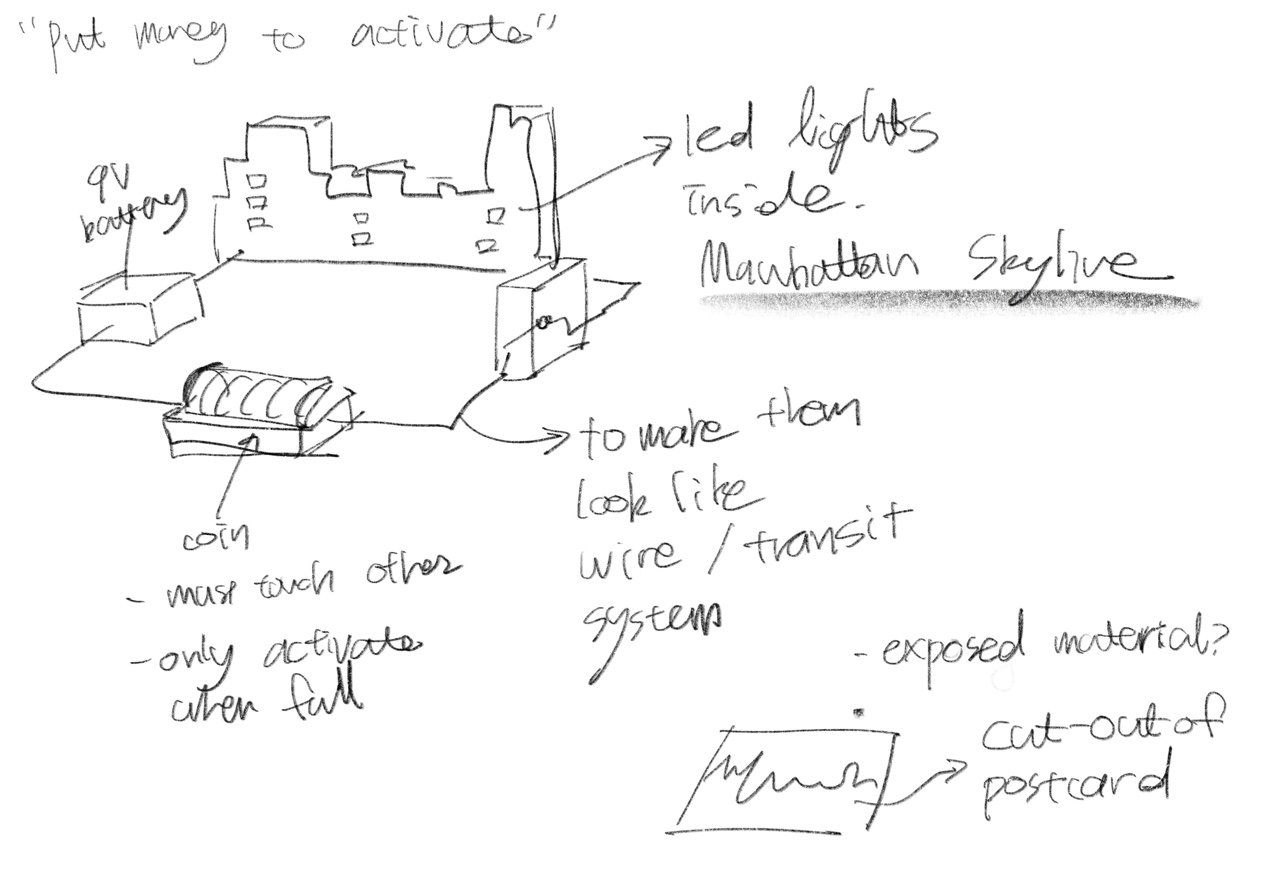 "put money to activate"
9V
battery
led lights
inside.
Manhattan Skyline
coin
- must touch other
- only activate
when full
to make them
look like
wire / transit
system
- exposed material?
cut-out of
postcard